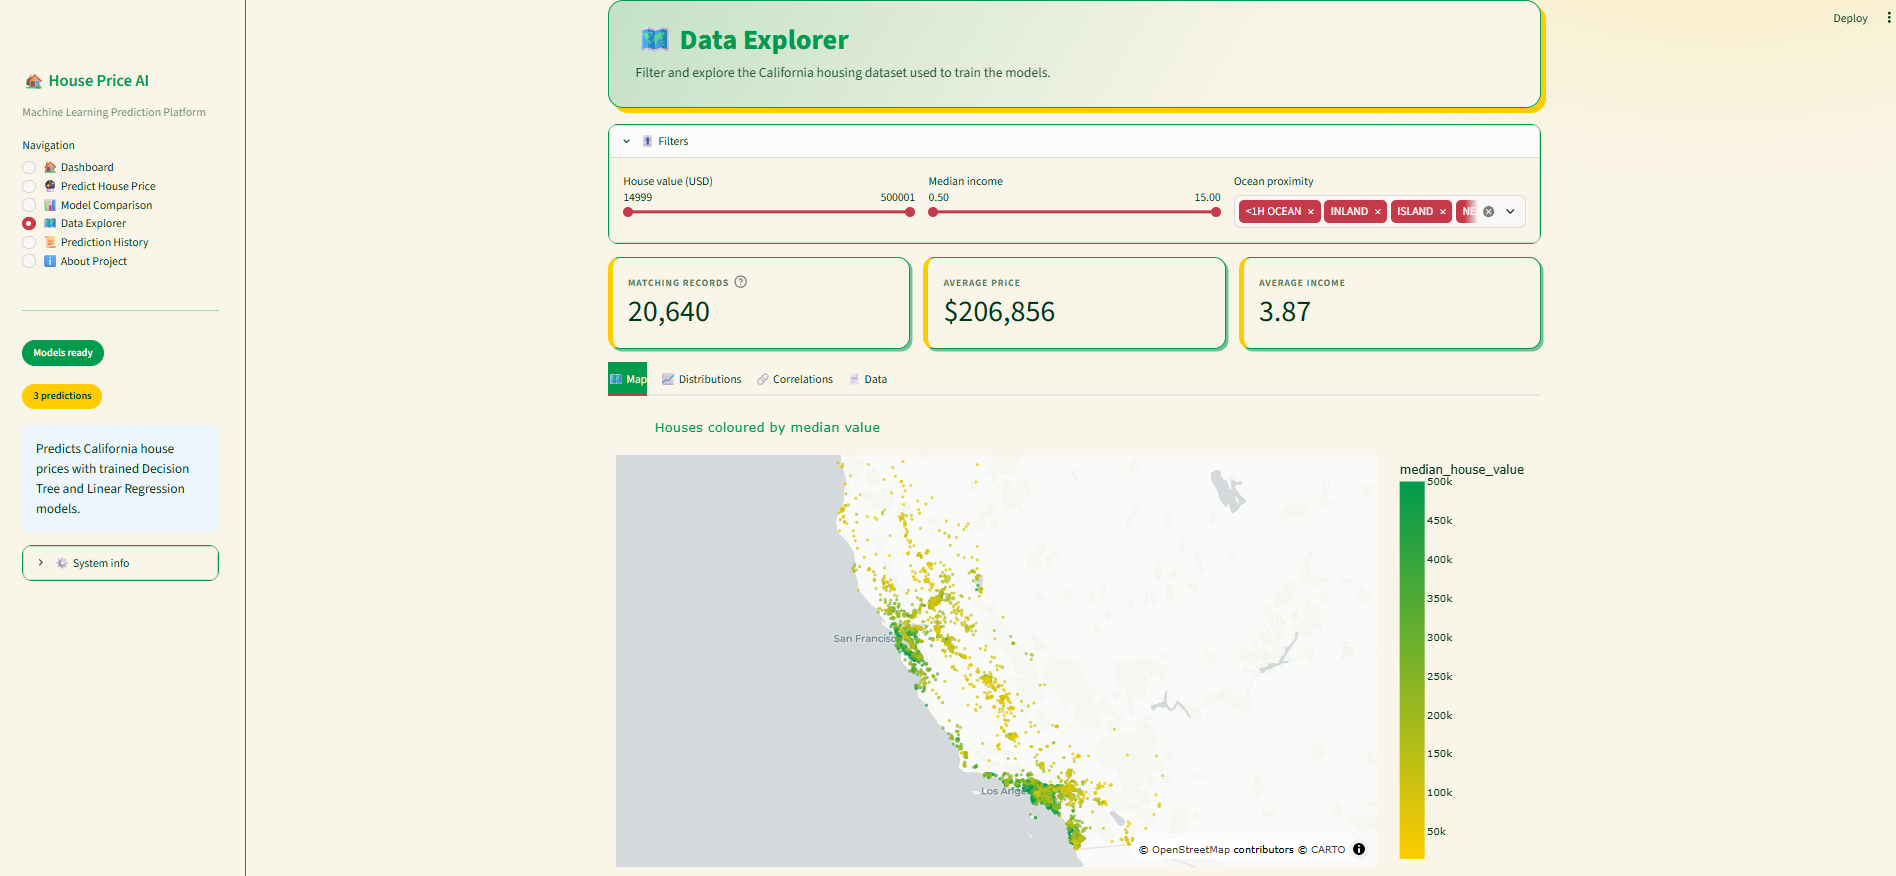 Deploy
House Price AI
Machine Learning Prediction Platform
Navigation
Dashboard
Predict House Price
Model Comparison
Data Explorer
Prediction History
About Project
Models ready
3 predictions
Predicts California house
prices with trained Decision
Tree and Linear Regression
models.
System info
Data Explorer
Filter and explore the California housing dataset used to train the models.
Filters
House value (USD)
14999 500001
Median income
0.50 15.00
Ocean proximity
<1H OCEAN × INLAND × ISLAND × NE
MATCHING RECORDS
20,640
AVERAGE PRICE
$206,856
AVERAGE INCOME
3.87
Map Distributions Correlations Data
Houses coloured by median value
San Francisc
Los Ange
© OpenStreetMap contributors © CARTO
median_house_value
500k
450k
400k
350k
300k
250k
200k
150k
100k
50k